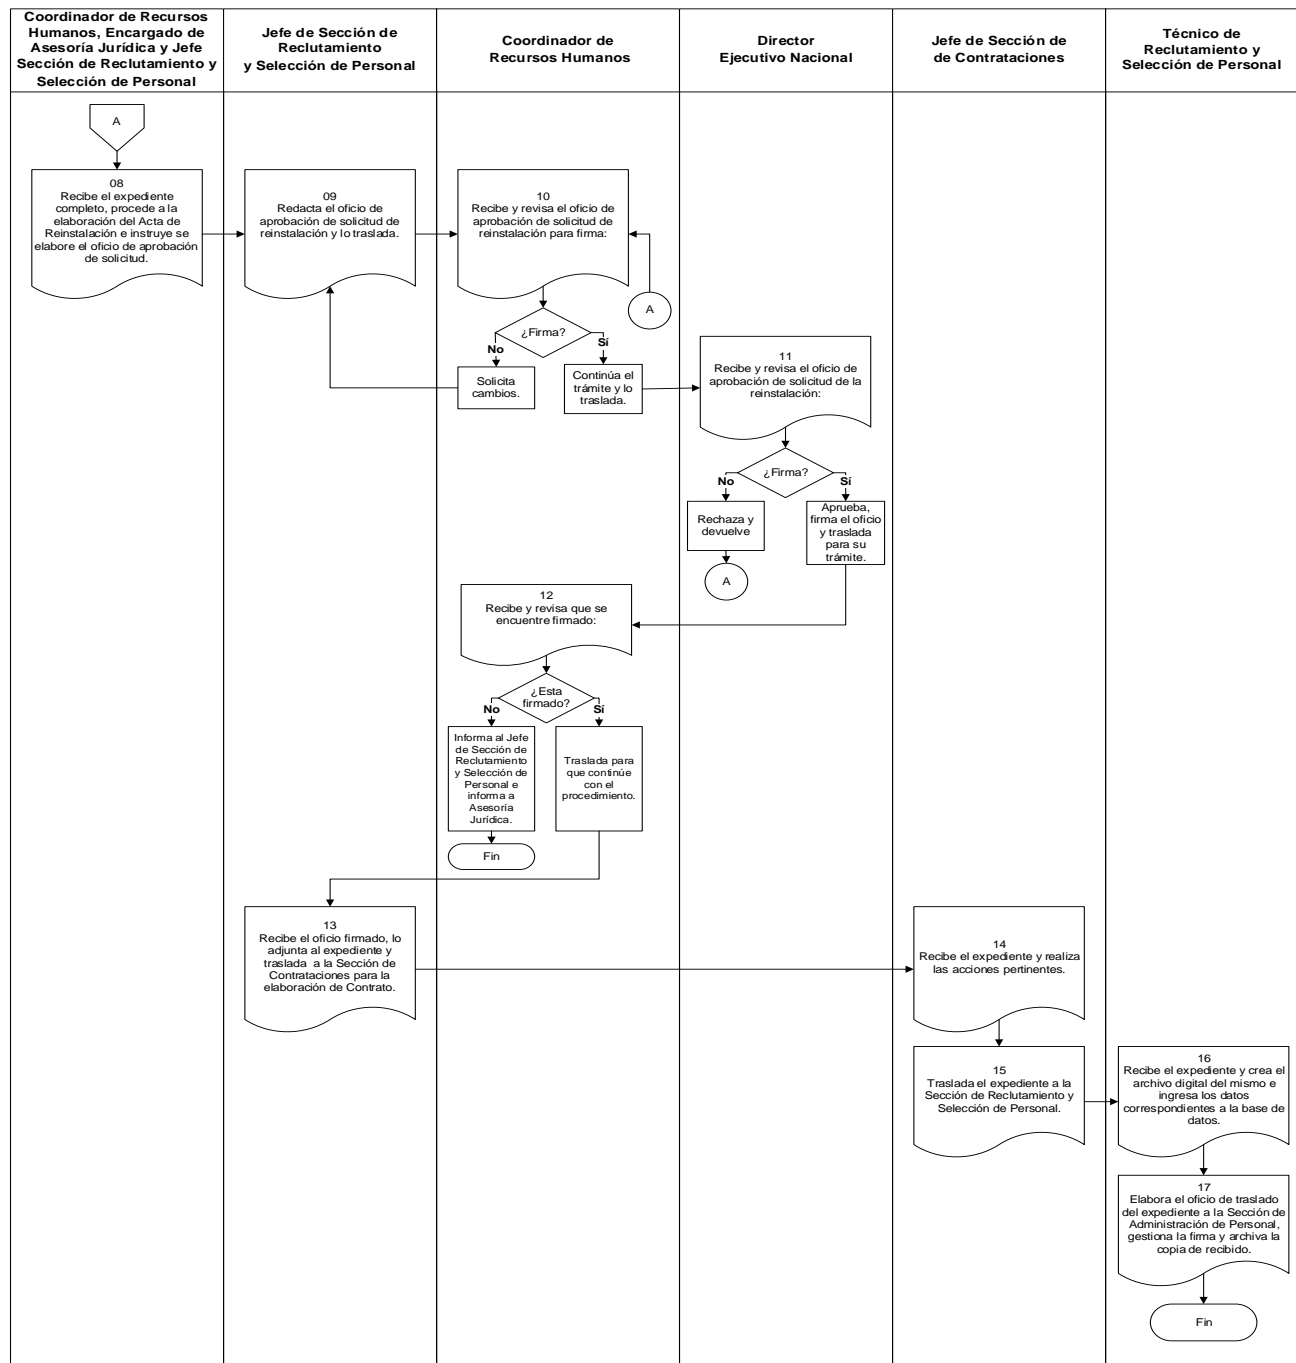 Coordinador de Recursos
Humanos, Encargado de
Asesoría Jurídica y Jefe
Sección de Reclutamiento y
Selección de Personal
Jefe de Sección de
Reclutamiento
y Selección de Personal
Coordinador de
Recursos Humanos
Director
Ejecutivo Nacional
Jefe de Sección de
de Contrataciones
Técnico de
Reclutamiento y
Selección de Personal
A
08
Recibe el expediente
completo, procede a la
elaboración del Acta de
Reinstalación e instruye se
elabore el oficio de aprobación
de solicitud.
09
Redacta el oficio de
aprobación de solicitud de
reinstalación y lo traslada.
10
Recibe y revisa el oficio de
aprobación de solicitud de
reinstalación para firma:
A
¿Firma?
No
Sí
Solicita
cambios.
Continúa el
trámite y lo
traslada.
11
Recibe y revisa el oficio de
aprobación de solicitud de la
reinstalación:
¿Firma?
No
Sí
Rechaza y
devuelve
Aprueba,
firma el oficio
y traslada
para su
trámite.
A
12
Recibe y revisa que se
encuentre firmado:
¿Esta
firmado?
No
Sí
Informa al Jefe
de Sección de
Reclutamiento
y Selección de
Personal e
informa a
Asesoría
Jurídica.
Traslada para
que continúe
con el
procedimiento.
Fin
13
Recibe el oficio firmado, lo
adjunta al expediente y
traslada a la Sección de
Contrataciones para la
elaboración de Contrato.
14
Recibe el expediente y realiza
las acciones pertinentes.
15
Traslada el expediente a la
Sección de Reclutamiento y
Selección de Personal.
16
Recibe el expediente y crea el
archivo digital del mismo e
ingresa los datos
correspondientes a la base de
datos.
17
Elabora el oficio de traslado
del expediente a la Sección de
Administración de Personal,
gestiona la firma y archiva la
copia de recibido.
Fin